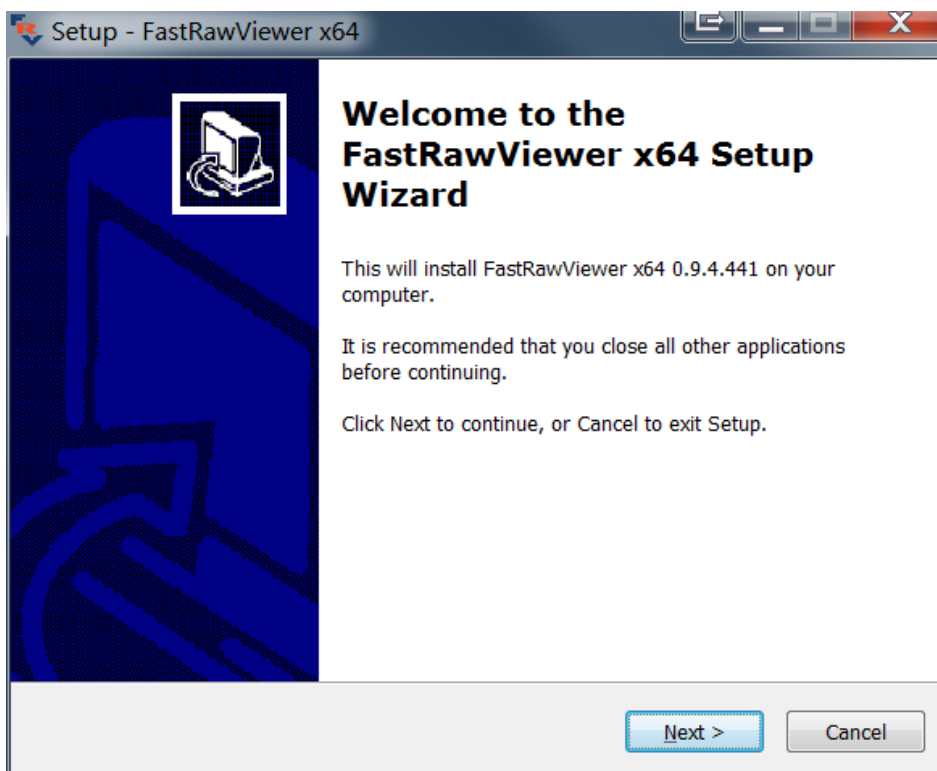 Setup - FastRawViewer x64
Welcome to the
FastRawViewer x64 Setup
Wizard
This will install FastRawViewer x64 0.9.4.441 on your
computer.
It is recommended that you close all other applications
before continuing.
Click Next to continue, or Cancel to exit Setup.
Next >
Cancel